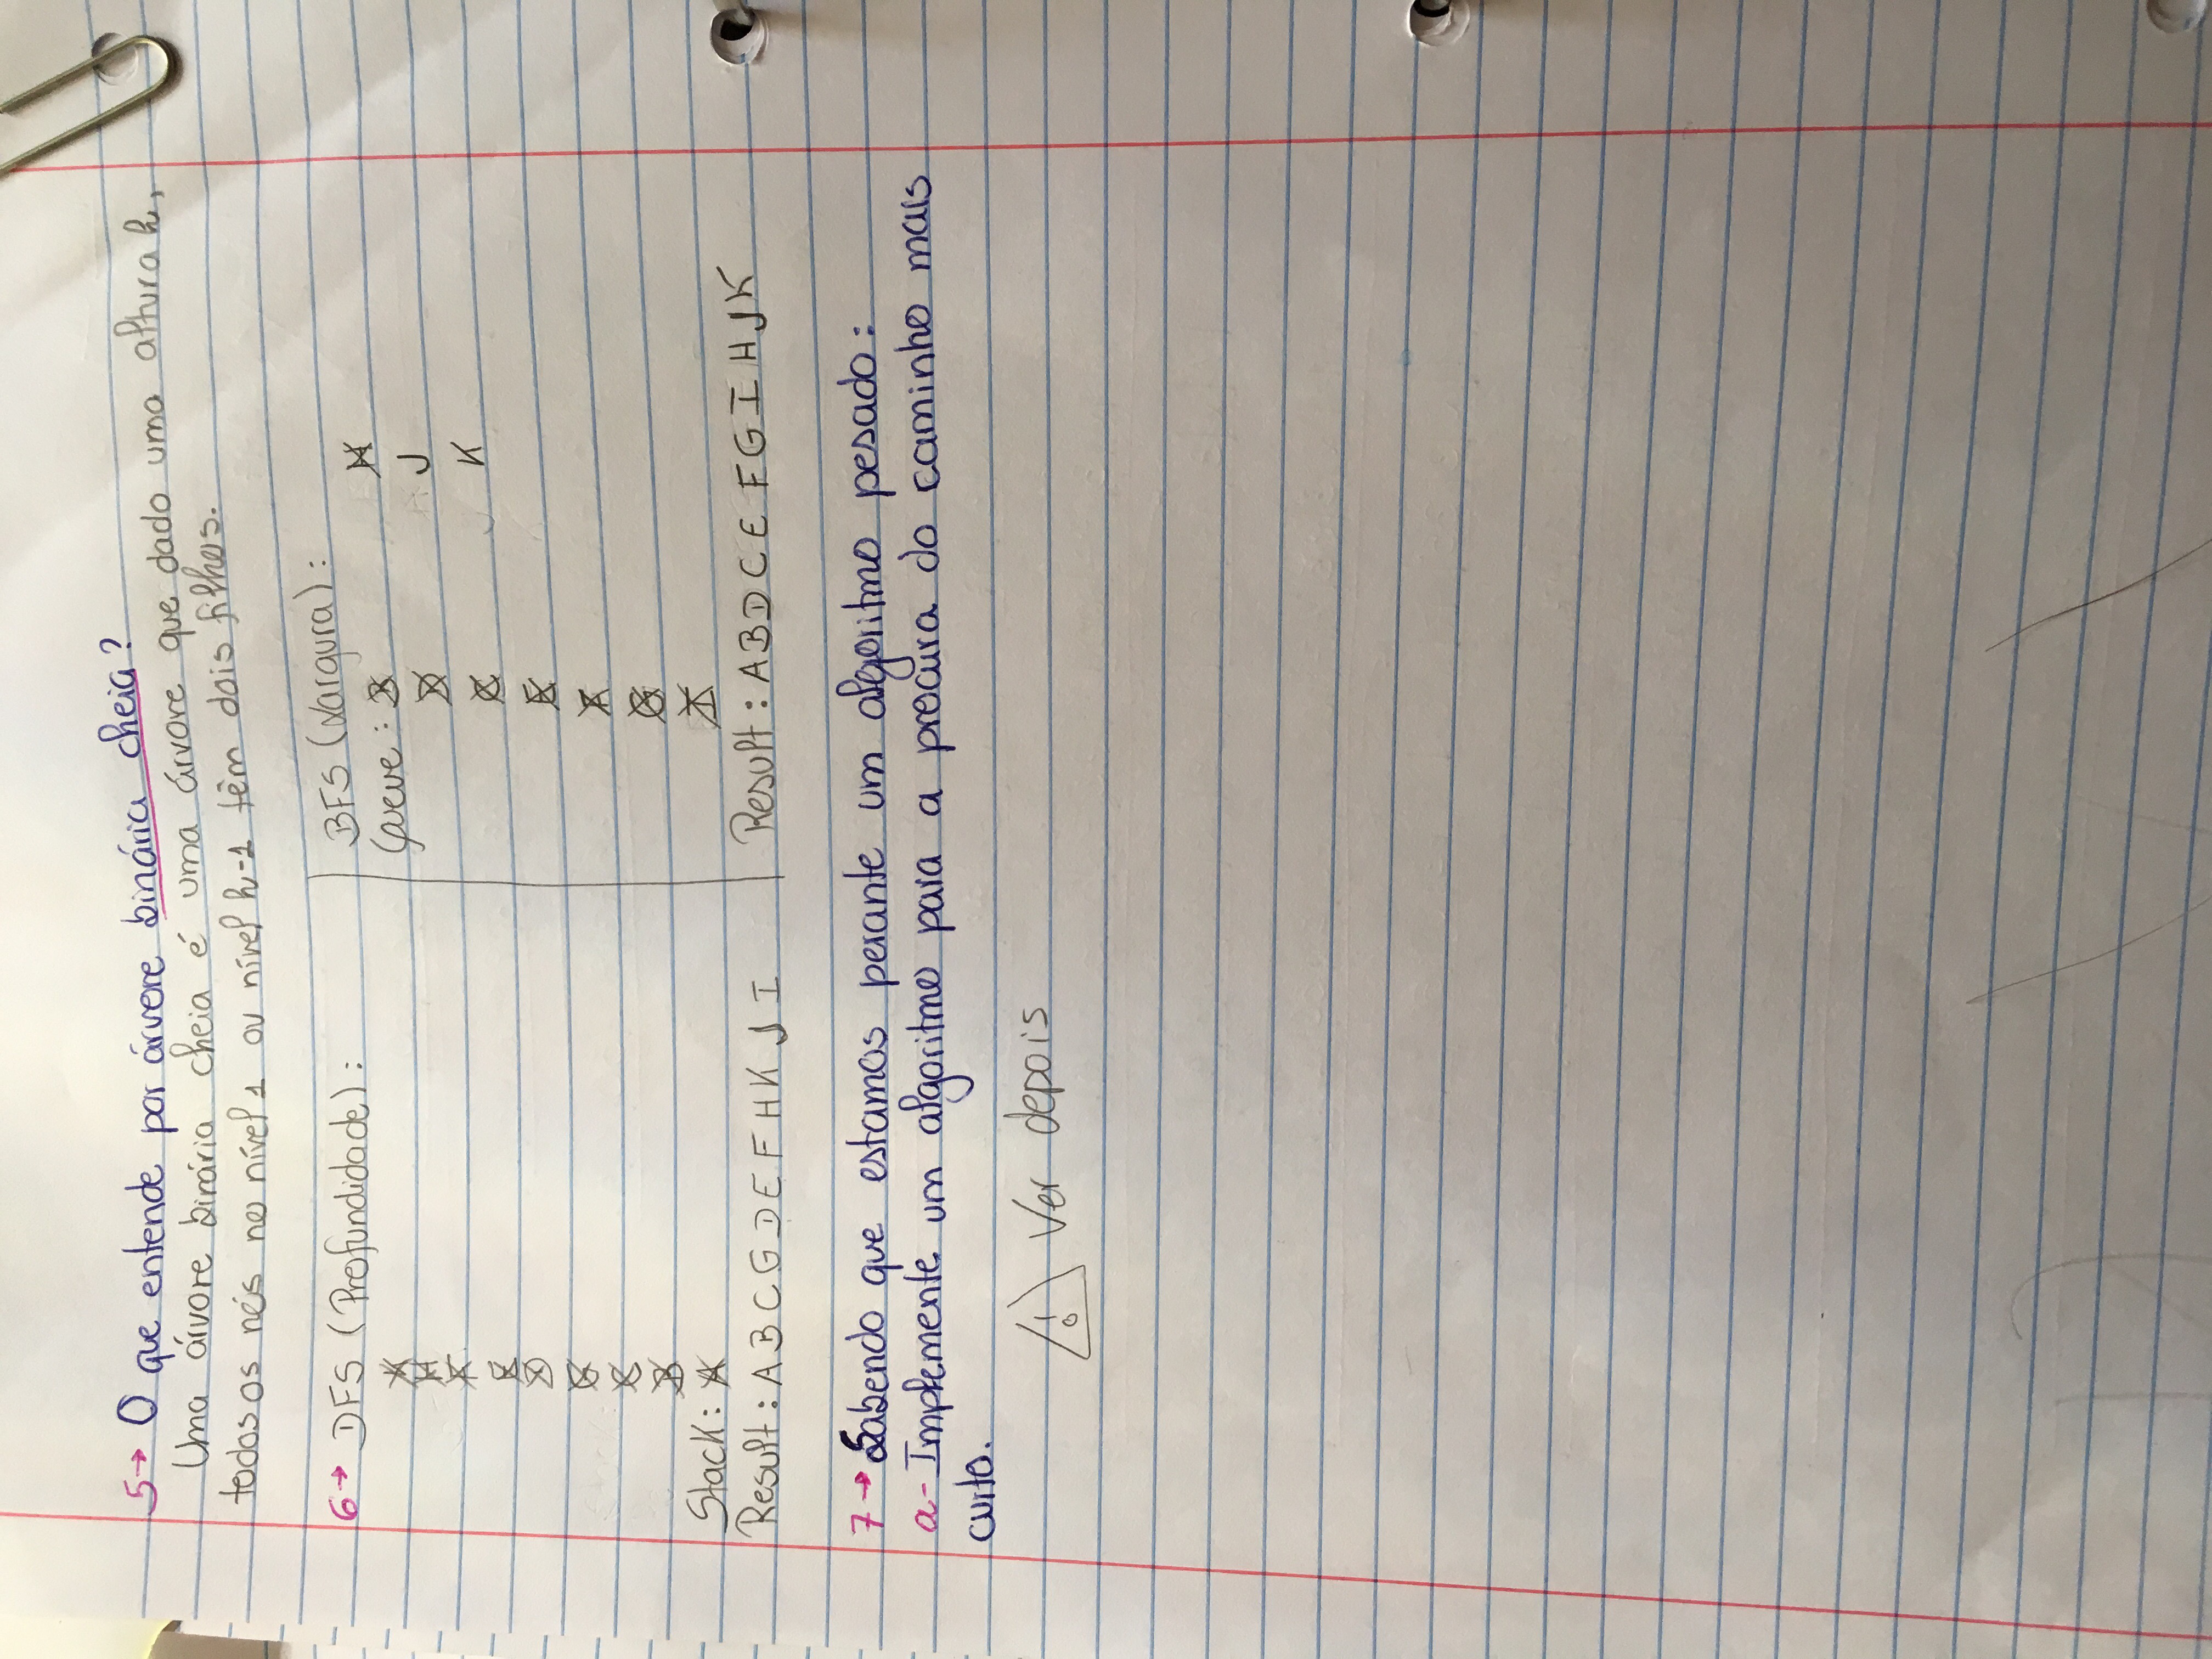 5→ O que entende por árvore binária cheia?
Uma árvore binária cheia é uma árvore que dado uma altura h,
todos os nós no nível 1 ou nível h-1 têm dois filhos.
6→ DFS (Profundidade):
H
F
E
D
G
C
B
Stack: A
Result: A B C G D E F H K J I
BFS (Largura):
Queue: B
D
C
E
F
G
I
H
J
K
Result: A B D C E F G I H J K
7→ Sabendo que estamos perante um algoritmo pesado:
a- Implemente um algoritmo para a procura do caminho mais
curto.
! Ver depois